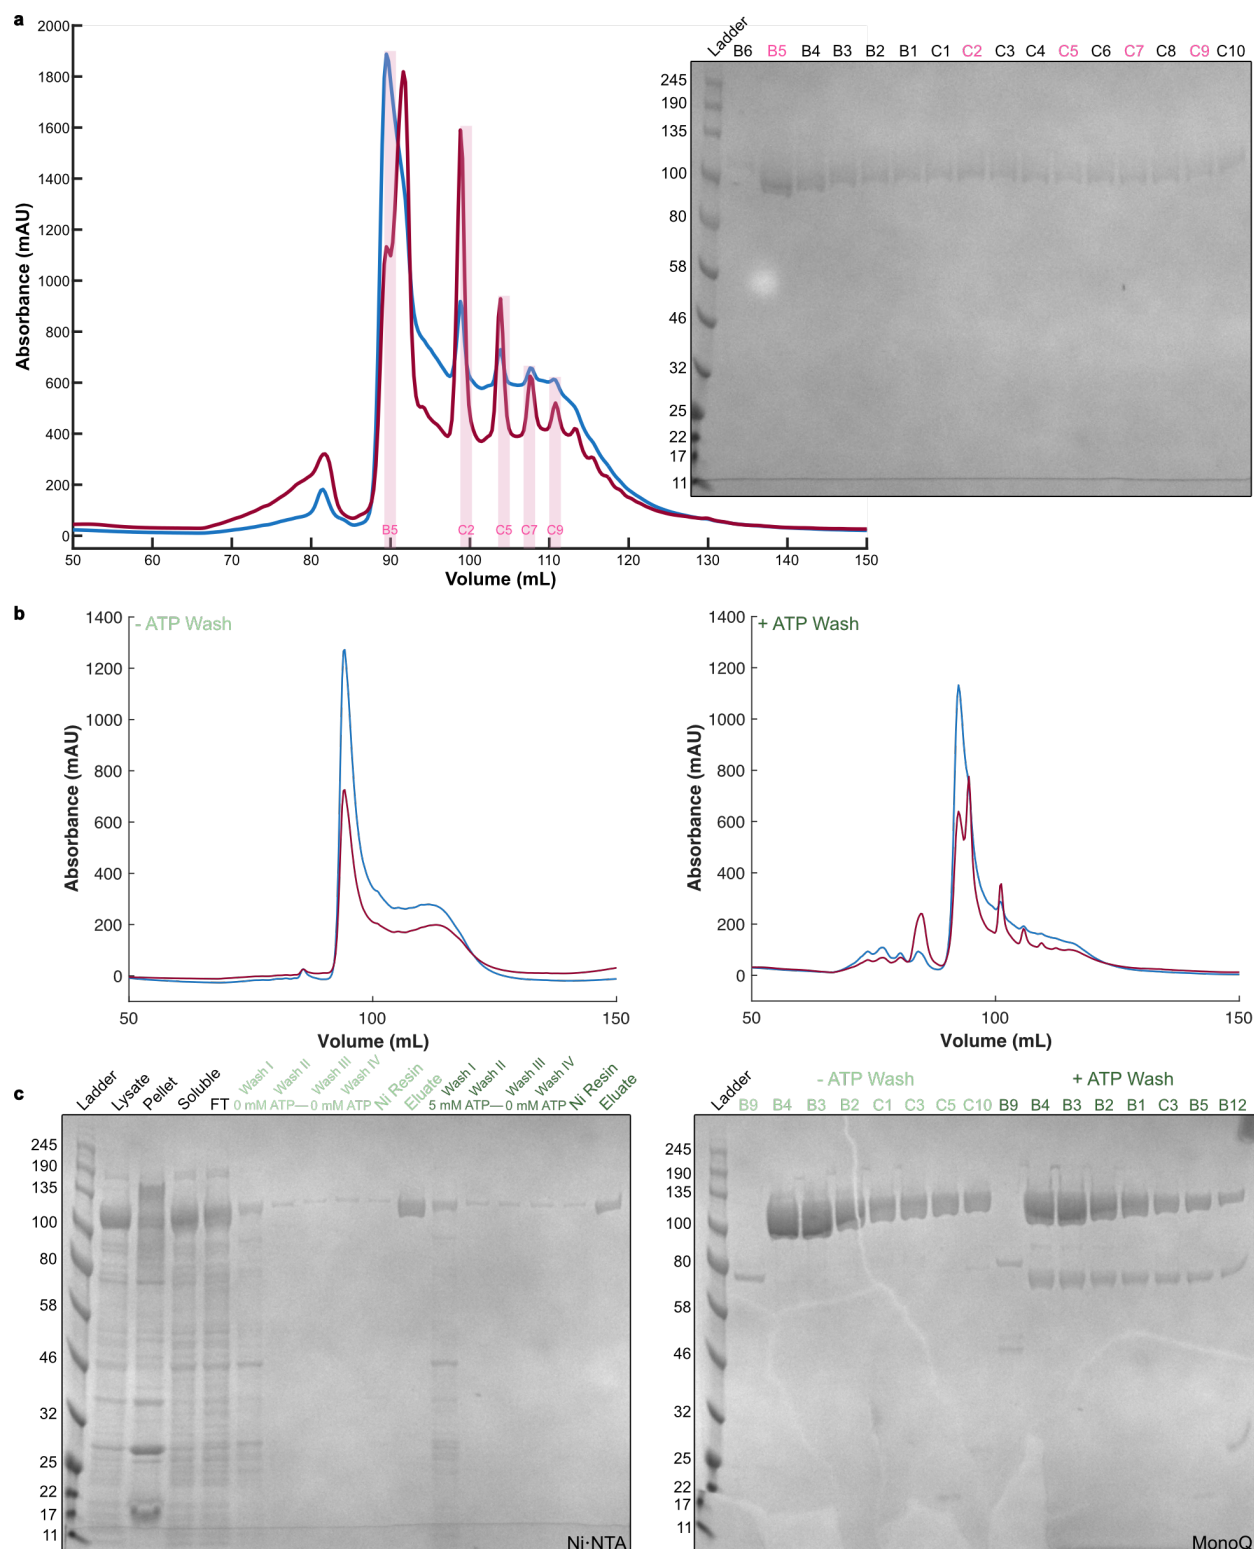 a
Absorbance (mAU)
2000
1800
1600
1400
1200
1000
800
600
400
200
0
50 60 70 80 90 100 110 120 130 140 150
Volume (mL)
B5 C2 C5 C7 C9
Ladder B6 B5 B4 B3 B2 B1 C1 C2 C3 C4 C5 C6 C7 C8 C9 C10
245
190
135
100
80
58
46
32
25
22
17
11
b
- ATP Wash
Absorbance (mAU)
1400
1200
1000
800
600
400
200
0
50 100 150
Volume (mL)
+ ATP Wash
Absorbance (mAU)
1400
1200
1000
800
600
400
200
0
50 100 150
Volume (mL)
c
Ladder Lysate Pellet Soluble FT Wash I Wash II Wash III Wash IV Ni Resin Eluate Wash I Wash II Wash III Wash IV Ni Resin Eluate
0 mM ATP— 0 mM ATP 5 mM ATP— 0 mM ATP
245
190
135
100
80
58
46
32
25
22
17
11
Ni·NTA
- ATP Wash + ATP Wash
Ladder B9 B4 B3 B2 C1 C3 C5 C10 B9 B4 B3 B2 B1 C3 B5 B12
245
190
135
100
80
58
46
32
25
22
17
11
MonoQ